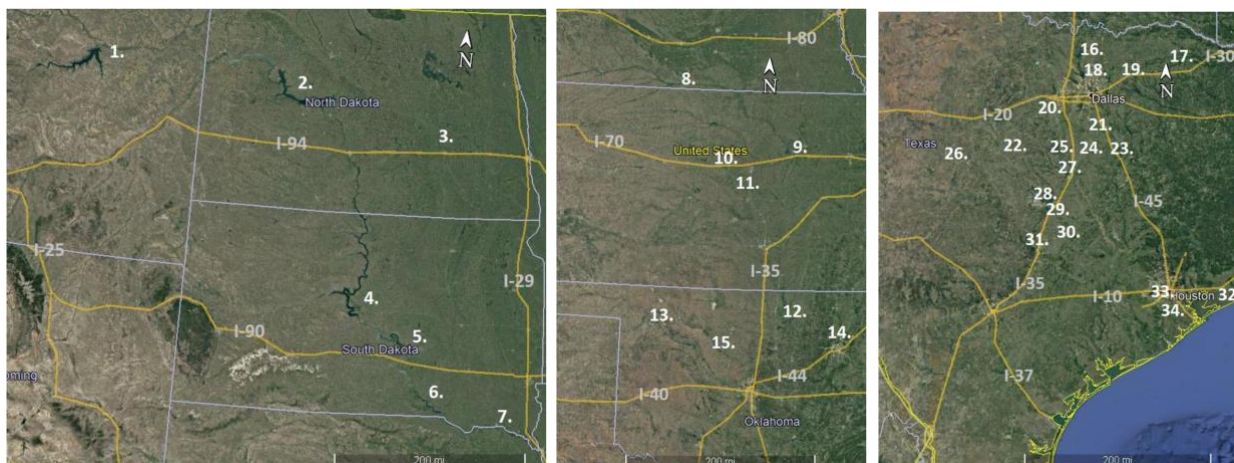 1.
N
2.
North Dakota
3.
I-94
I-25
I-29
4.
I-90
5.
South Dakota
oming
6.
7.
200 mi
I-80
N
8.
I-70
United States
9.
10.
11.
I-35
13.
12.
14.
15.
I-44
I-40
Oklahoma
200 mi
16.
17.
I-30
18.
19.
N
20.
Dallas
I-20
21.
Texas
22.
25.
24.
23.
26.
27.
28.
I-45
29.
30.
31.
I-35
I-10
33.
Houston
32.
34.
I-37
200 mi